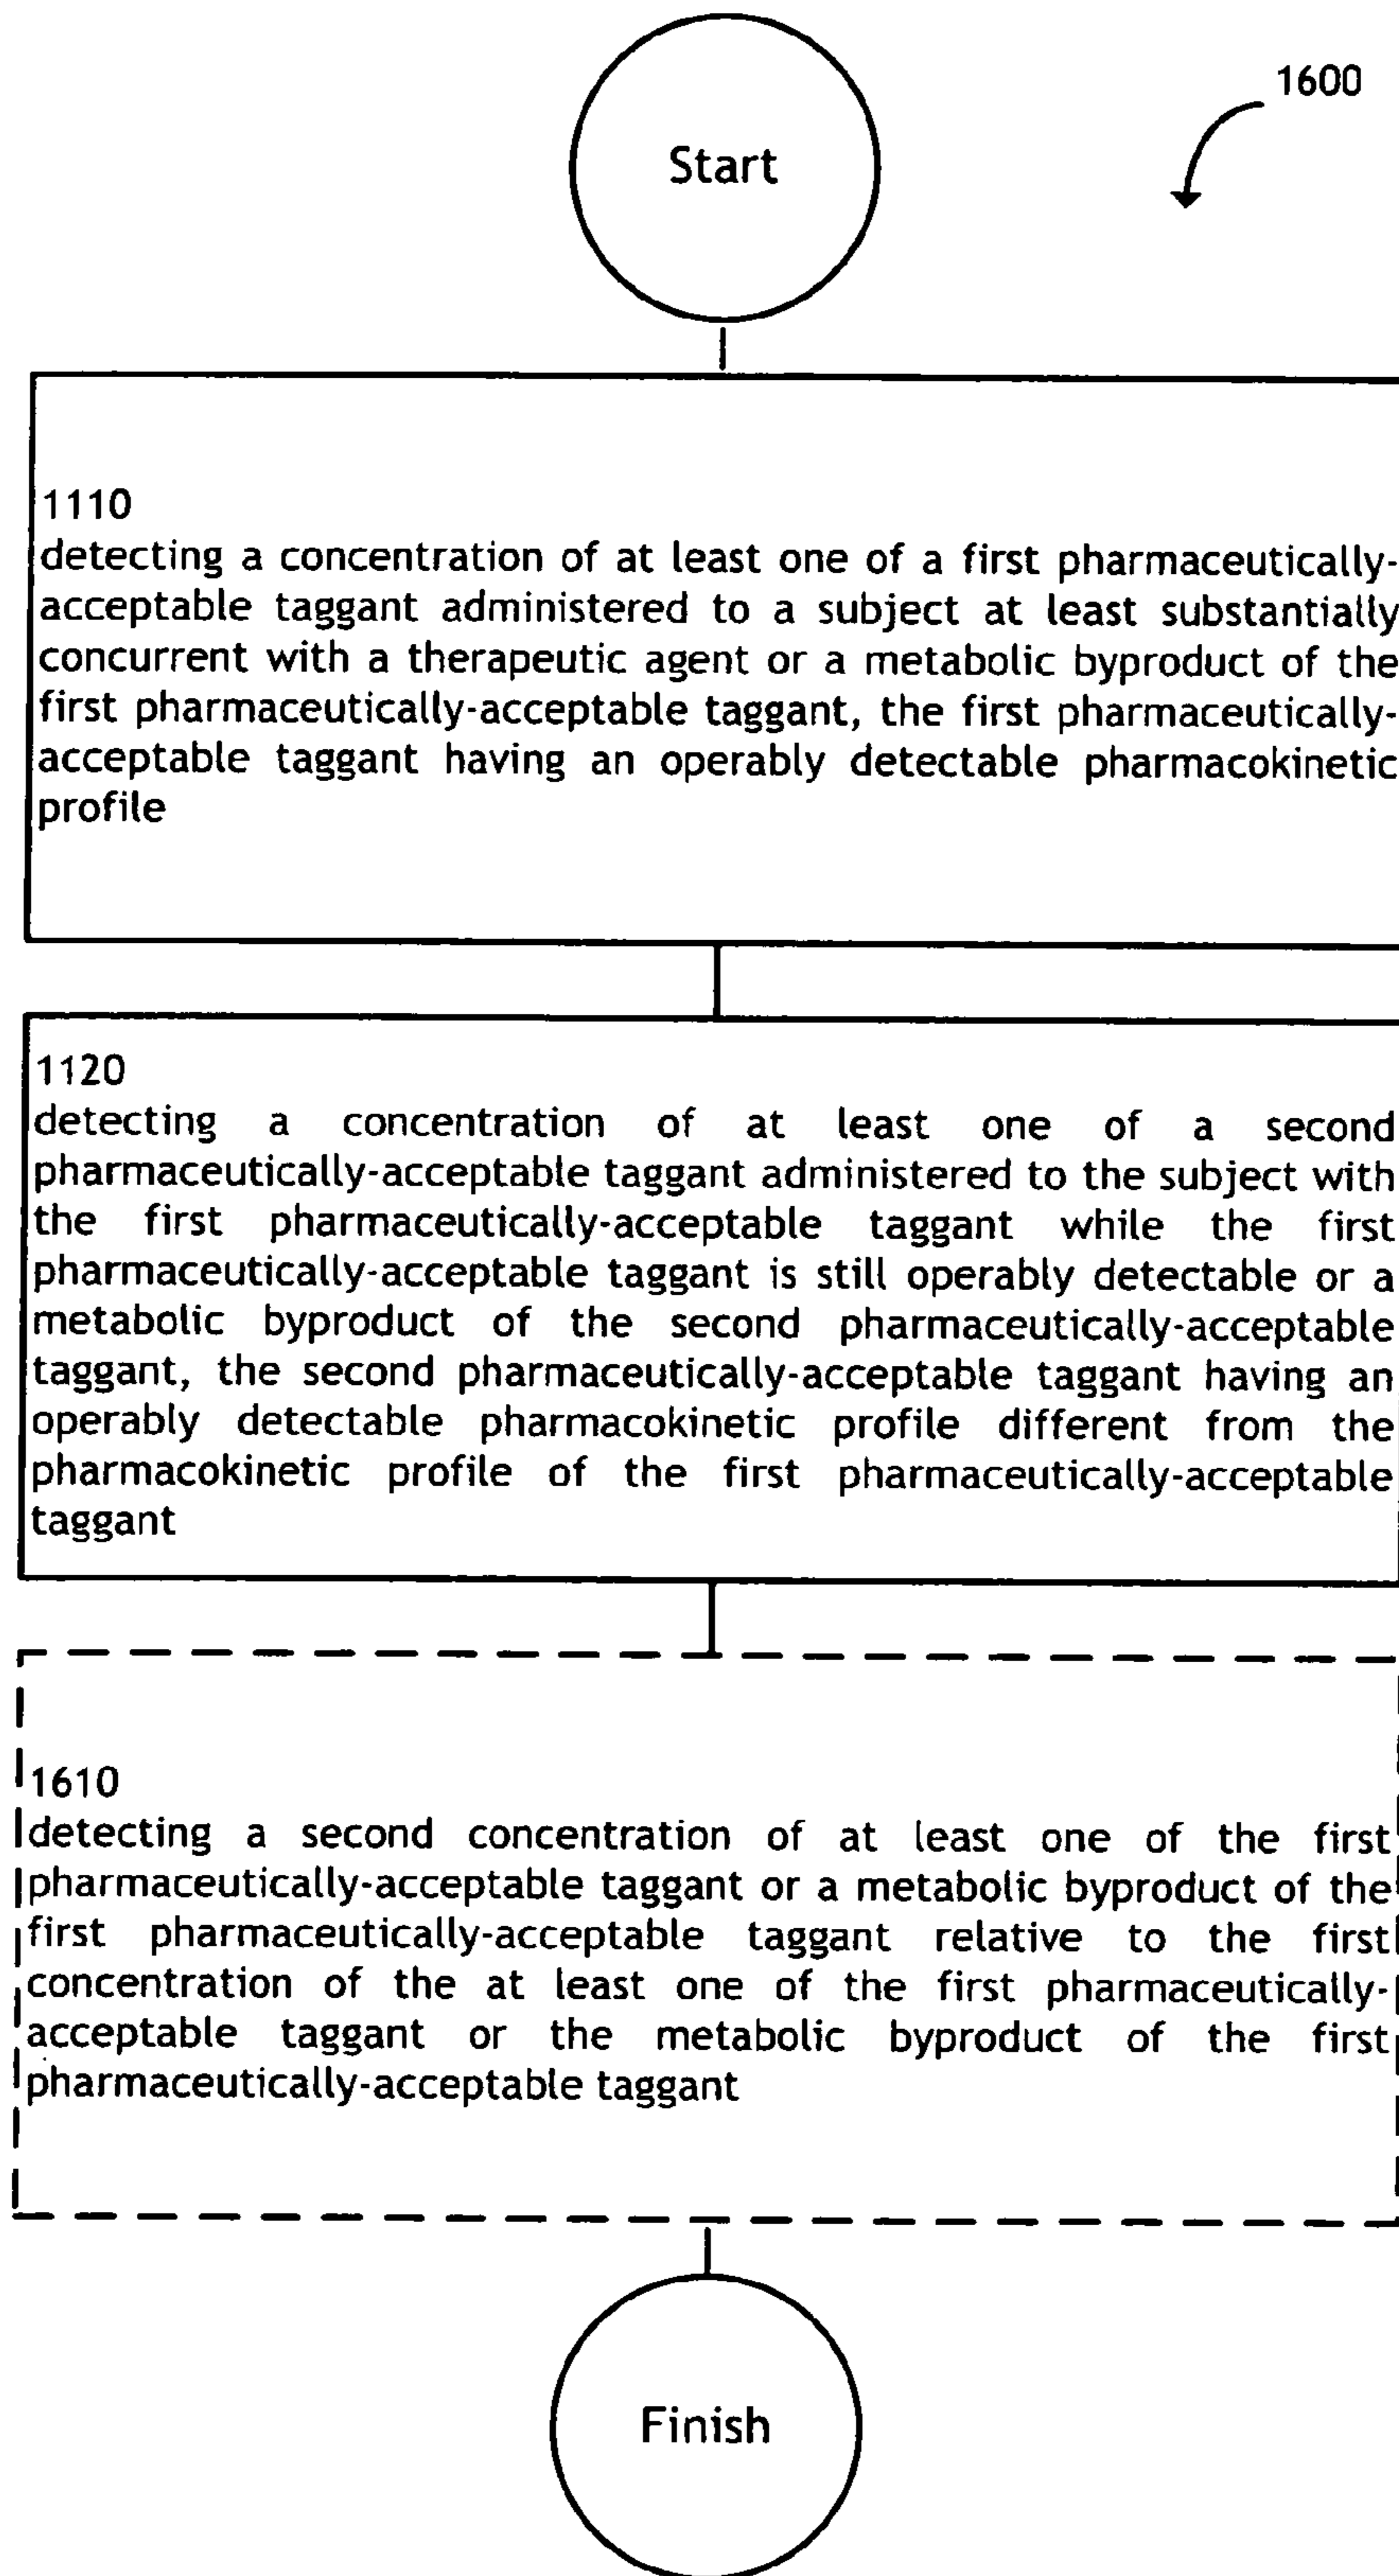 1600
Start
1110
detecting a concentration of at least one of a first pharmaceutically-
acceptable taggant administered to a subject at least substantially
concurrent with a therapeutic agent or a metabolic byproduct of the
first pharmaceutically-acceptable taggant, the first pharmaceutically-
acceptable taggant having an operably detectable pharmacokinetic
profile
1120
detecting a concentration of at least one of a second
pharmaceutically-acceptable taggant administered to the subject with
the first pharmaceutically-acceptable taggant while the first
pharmaceutically-acceptable taggant is still operably detectable or a
metabolic byproduct of the second pharmaceutically-acceptable
taggant, the second pharmaceutically-acceptable taggant having an
operably detectable pharmacokinetic profile different from the
pharmacokinetic profile of the first pharmaceutically-acceptable
taggant
1610
detecting a second concentration of at least one of the first
pharmaceutically-acceptable taggant or a metabolic byproduct of the
first pharmaceutically-acceptable taggant relative to the first
concentration of the at least one of the first pharmaceutically-
acceptable taggant or the metabolic byproduct of the first
pharmaceutically-acceptable taggant
Finish